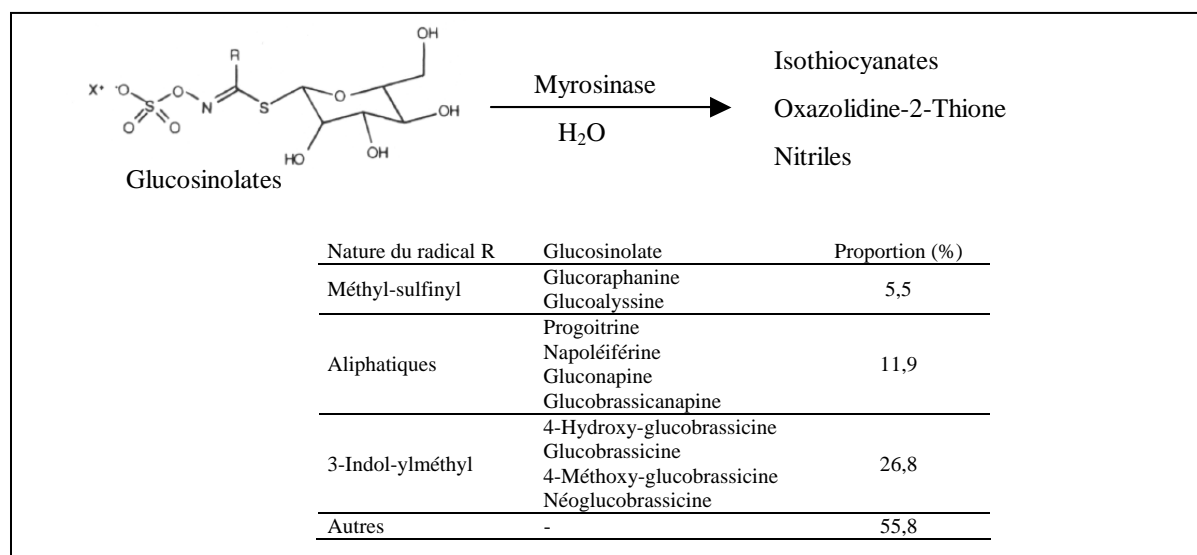 OH
R
X⁺ ⁻O
O
N
S
S
O
OH
O
O
HO
OH
Glucosinolates
Myrosinase
H₂O
Isothiocyanates
Oxazolidine-2-Thione
Nitriles
Nature du radical R Glucosinolate Proportion (%)
Méthyl-sulfinyl Glucoraphanine 5,5
Glucoalyssine
Progoitrine
Napoléiférine
Aliphatiques 11,9
Gluconapine
Glucobrassicanapine
4-Hydroxy-glucobrassicine
Glucobrassicine
3-Indol-ylméthyl 26,8
4-Méthoxy-glucobrassicine
Néoglucobrassicine
Autres - 55,8